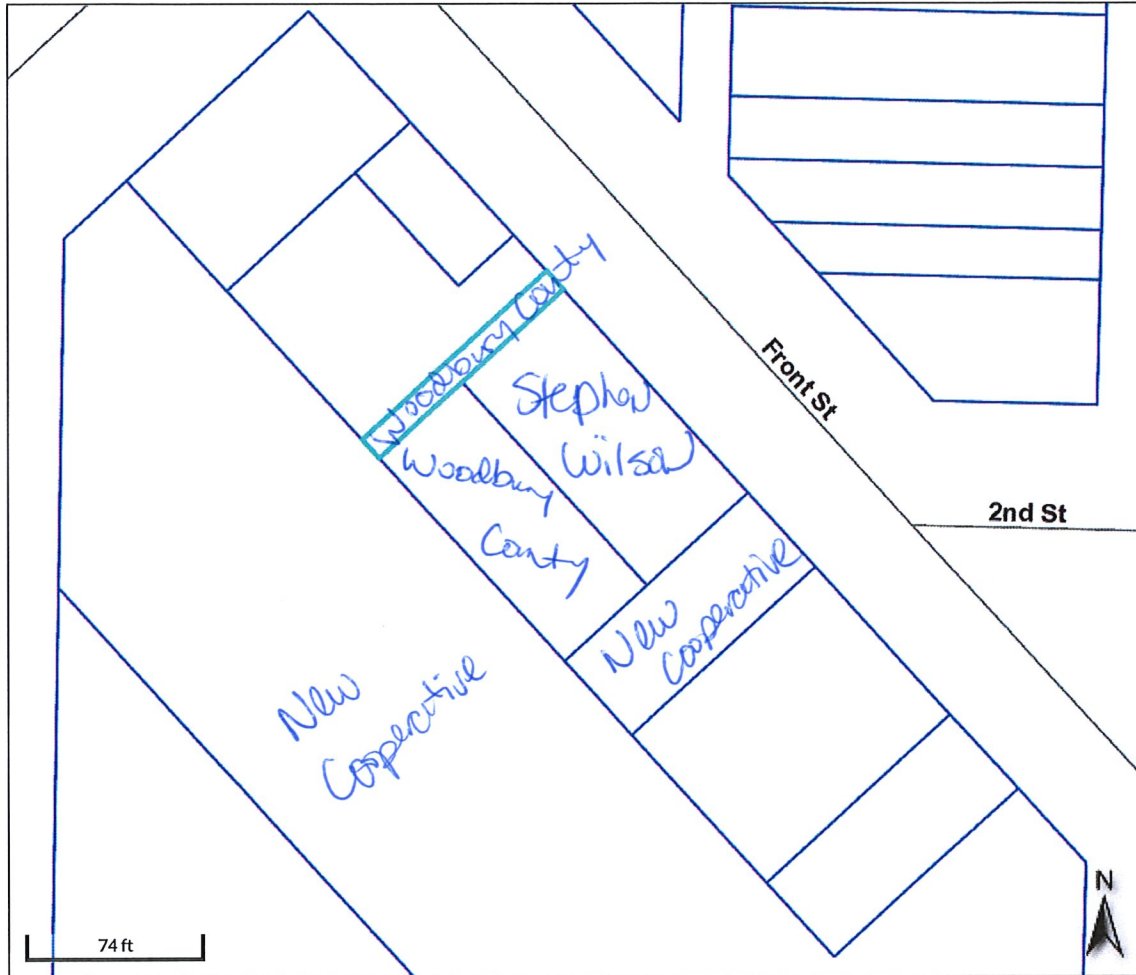 Woodbury County
Stephen
Wilson
Woodbury
County
New
Cooperative
New
Cooperative
Front St
2nd St
N
74 ft